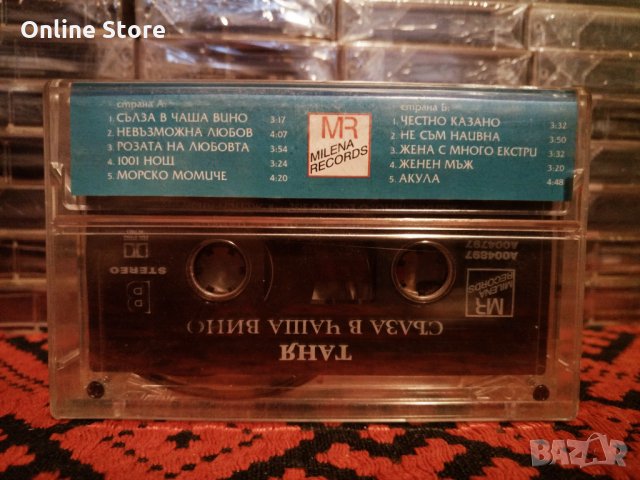 Online Store
страна А:
1. СЪЛЗА В ЧАША ВИНО 3:17
2. НЕВЪЗМОЖНА ЛЮБОВ 4:07
3. РОЗАТА НА ЛЮБОВТА 3:54
4. 1001 НОЩ 3:24
5. МОРСКО МОМИЧЕ 4:20
MR
MILENA
RECORDS
страна Б:
1. ЧЕСТНО КАЗАНО 3:32
2. НЕ СЪМ НАИВНА 3:50
3. ЖЕНА С МНОГО ЕКСТРИ 3:32
4. ЖЕНЕН МЪЖ 3:20
5. АКУЛА 4:48
STEREO
B
MR
MILENA
RECORDS
ТАНЯ
СЪЛЗА В ЧАША ВИНО
BAZAR